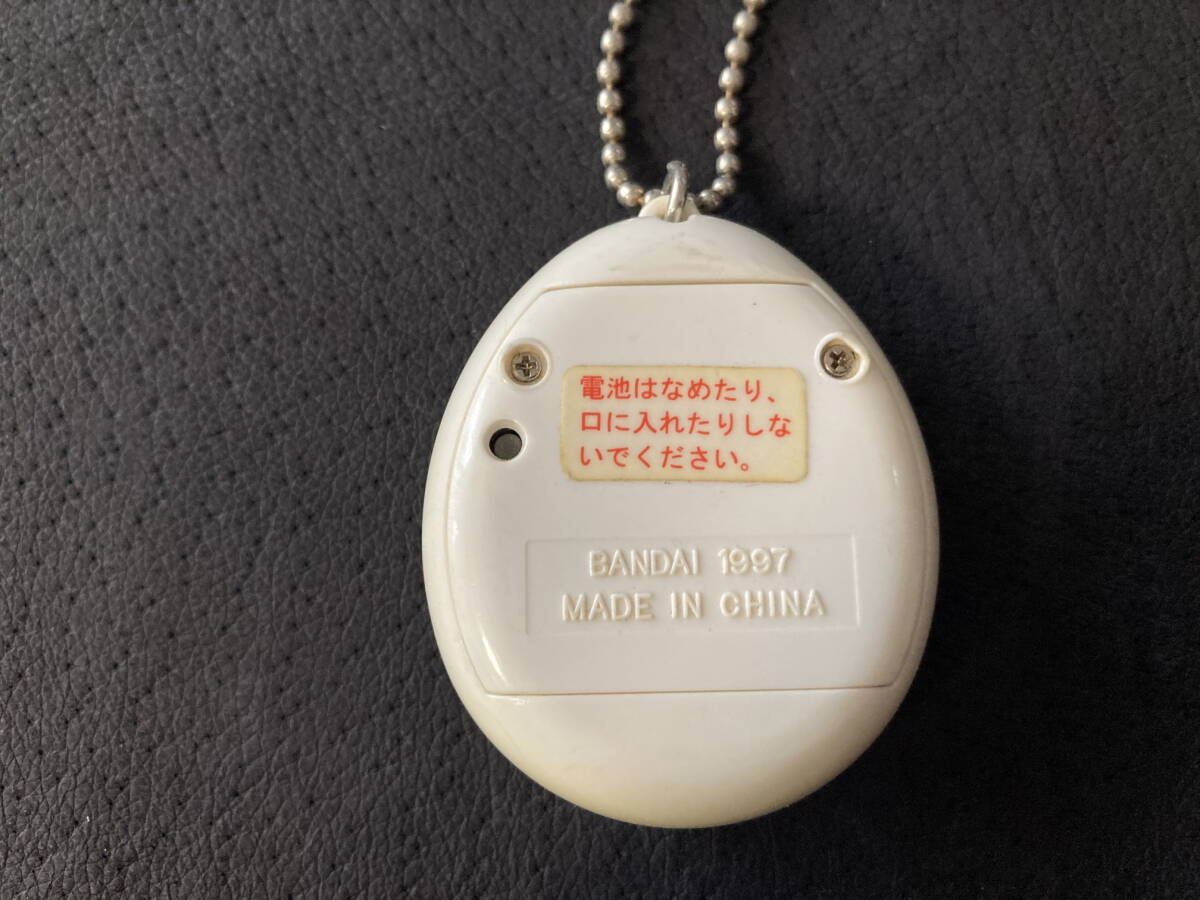 電池はなめたり、
口に入れたりしな
いでください。
BANDAI 1997
MADE IN CHINA